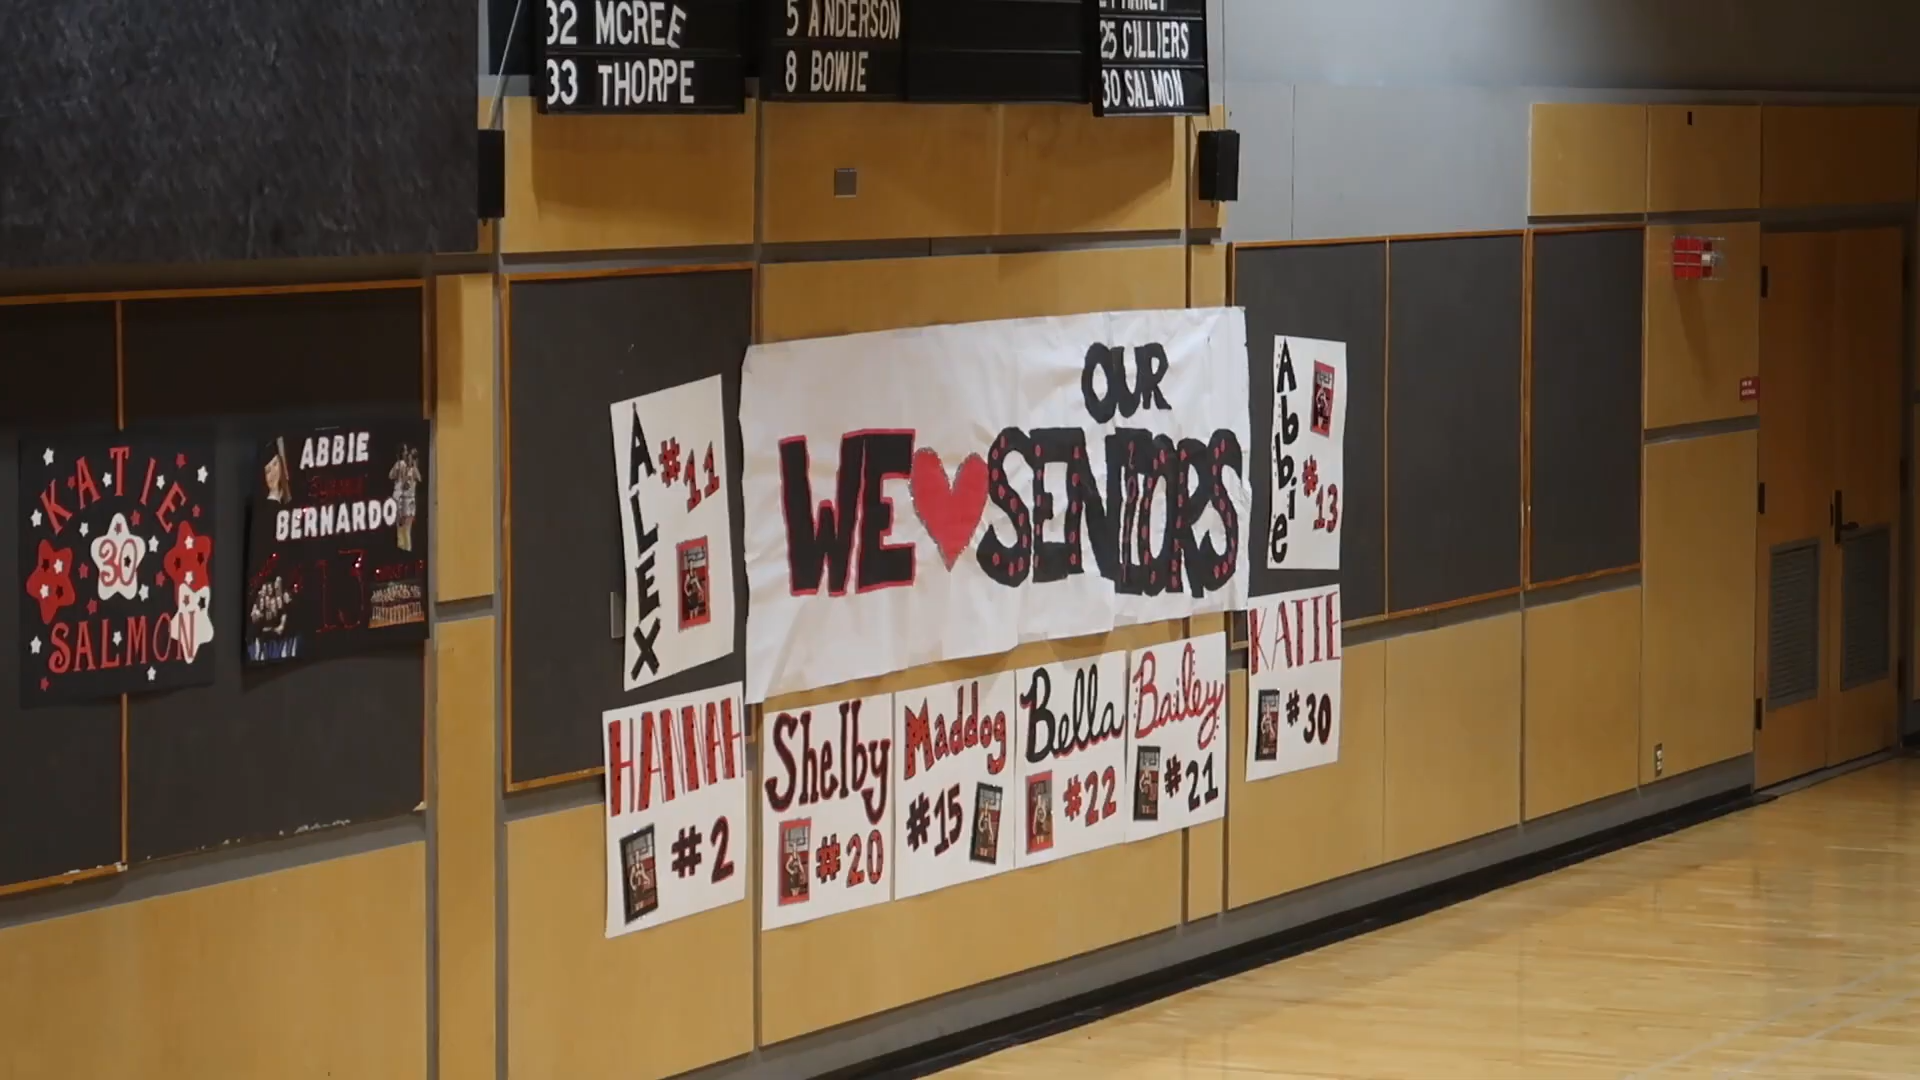 32 MCREE
33 THORPE
5 ANDERSON
8 BOWIE
25 CILLIERS
30 SALMON
KATIE
30
SALMON
ABBIE
BERNARDO
13
ALEX
#11
WE ♥ OUR SENIORS
Abbie
#13
HANNAH
#2
Shelby
#20
Maddog
#15
Bella
#22
Bailey
#21
KATIE
#30